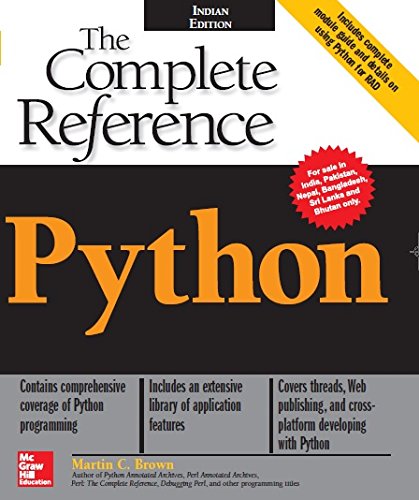 INDIAN
EDITION
The
Complete
Reference
Includes complete
module guide and details on
using Python for RAD
For sale in
India, Pakistan,
Nepal, Bangladesh,
Sri Lanka and
Bhutan only.
Python
Contains comprehensive
coverage of Python
programming
Includes an extensive
library of application
features
Covers threads, Web
publishing, and cross-
platform developing
with Python
Mc
Graw
Hill
Education
Martin C. Brown
Author of Python Annotated Archives, Perl Annotated Archives,
Perl: The Complete Reference, Debugging Perl, and other programming titles